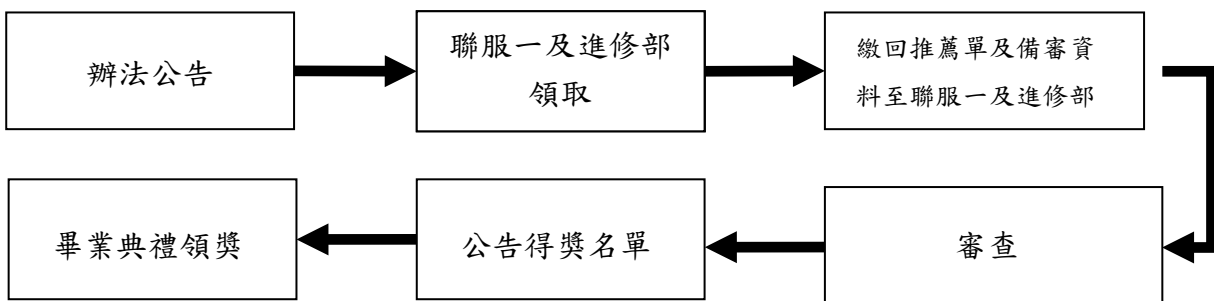 辦法公告
聯服一及進修部
領取
繳回推薦單及備審資
料至聯服一及進修部
審查
公告得獎名單
畢業典禮領獎